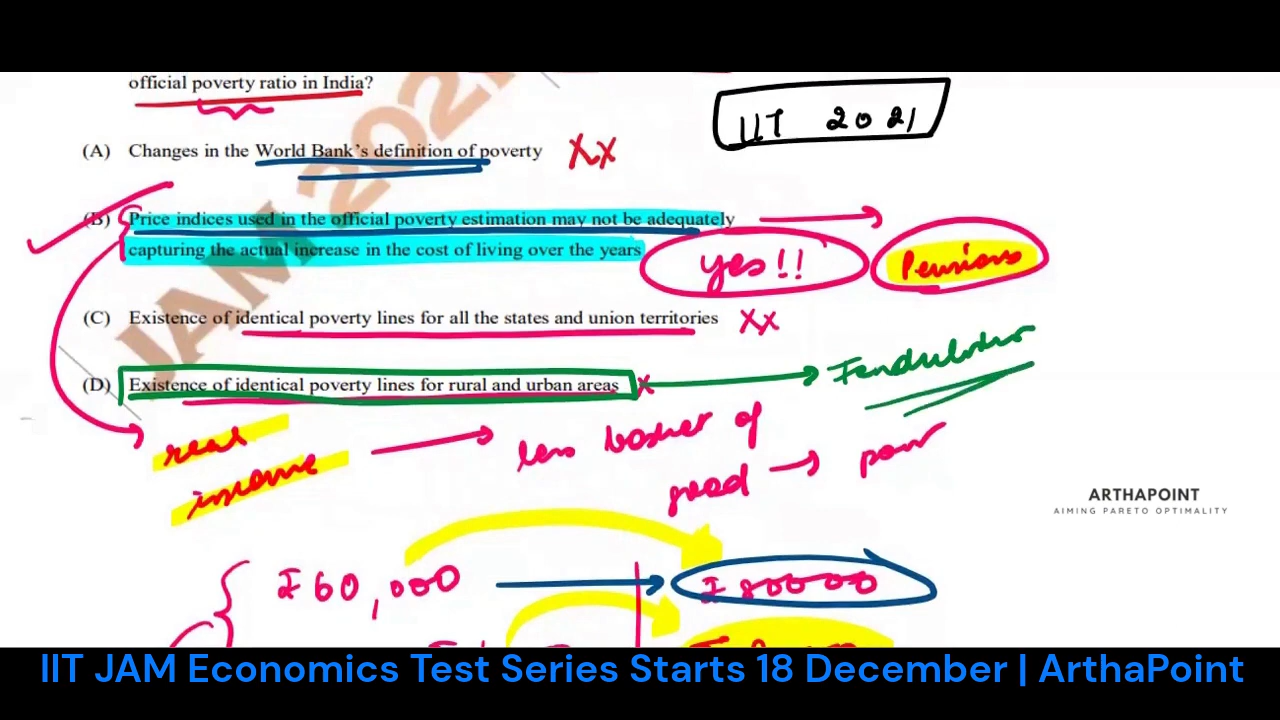 official poverty ratio in India?
IIT 2021
(A) Changes in the World Bank's definition of poverty XX
(B) Price indices used in the official poverty estimation may not be adequately
capturing the actual increase in the cost of living over the years
yes!!
Pensions
(C) Existence of identical poverty lines for all the states and union territories XX
(D) Existence of identical poverty lines for rural and urban areas X
real
income
less basket of
good → poor
ARTHAPOINT
AIMING PARETO OPTIMALITY
₹60,000
₹80000
JAM 2021
IIT JAM Economics Test Series Starts 18 December | ArthaPoint